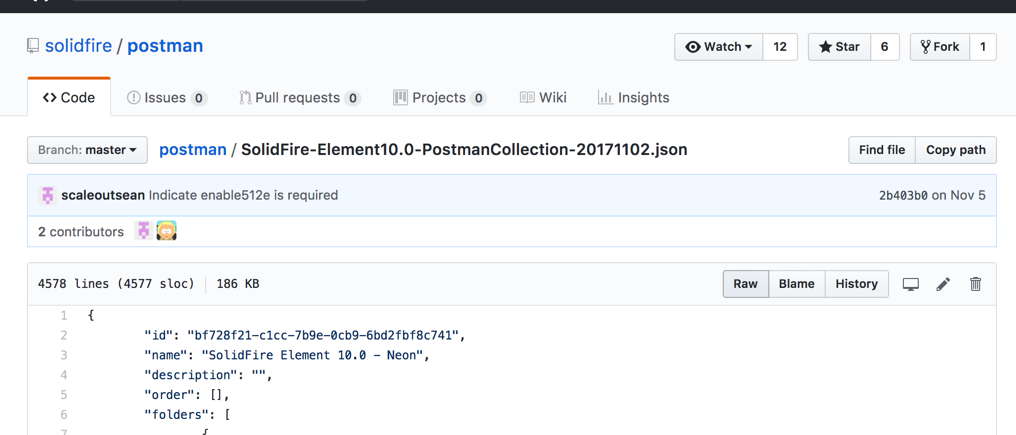 solidfire / postman
Watch 12 Star 6 Fork 1
Code Issues 0 Pull requests 0 Projects 0 Wiki Insights
Branch: master postman / SolidFire-Element10.0-PostmanCollection-20171102.json Find file Copy path
scaleoutsean Indicate enable512e is required 2b403b0 on Nov 5
2 contributors
4578 lines (4577 sloc) 186 KB Raw Blame History
1 {
2 "id": "bf728f21-c1cc-7b9e-0cb9-6bd2fbf8c741",
3 "name": "SolidFire Element 10.0 - Neon",
4 "description": "",
5 "order": [],
6 "folders": [
7 {